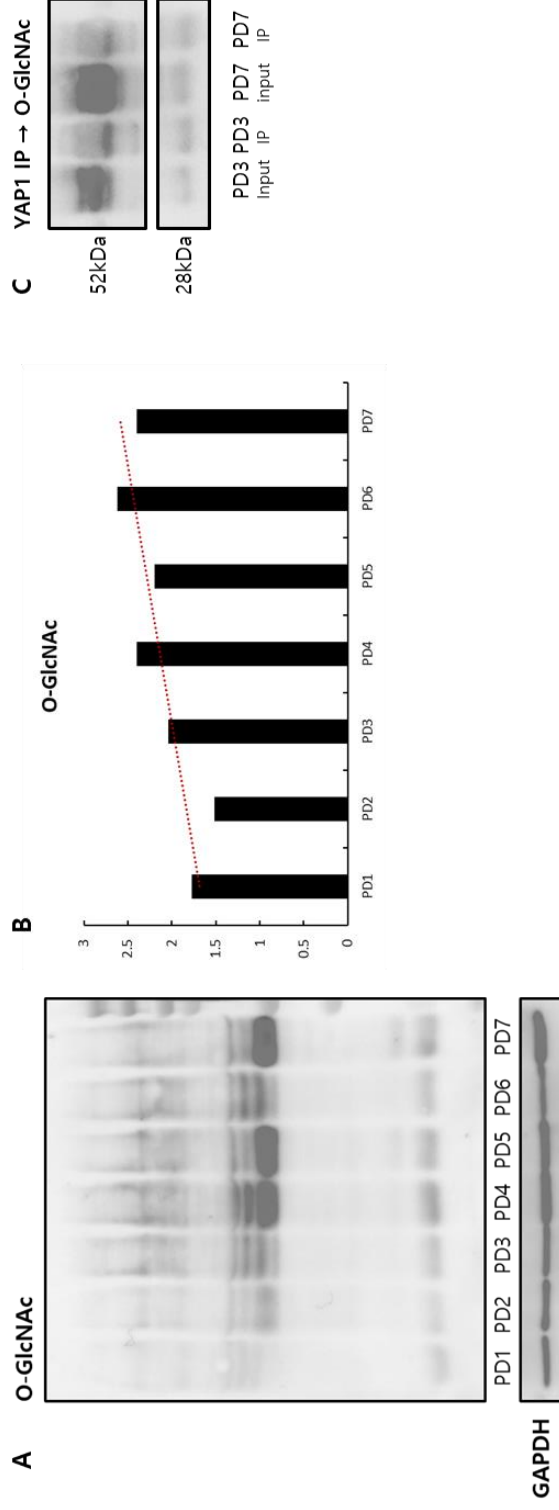 A
O-GlcNAc
PD1 PD2 PD3 PD4 PD5 PD6 PD7
GAPDH
B
O-GlcNAc
3
2.5
2
1.5
1
0.5
0
PD1 PD2 PD3 PD4 PD5 PD6 PD7
C
YAP1 IP → O-GlcNAc
52kDa
28kDa
PD3 PD3 PD7 PD7
Input IP input IP